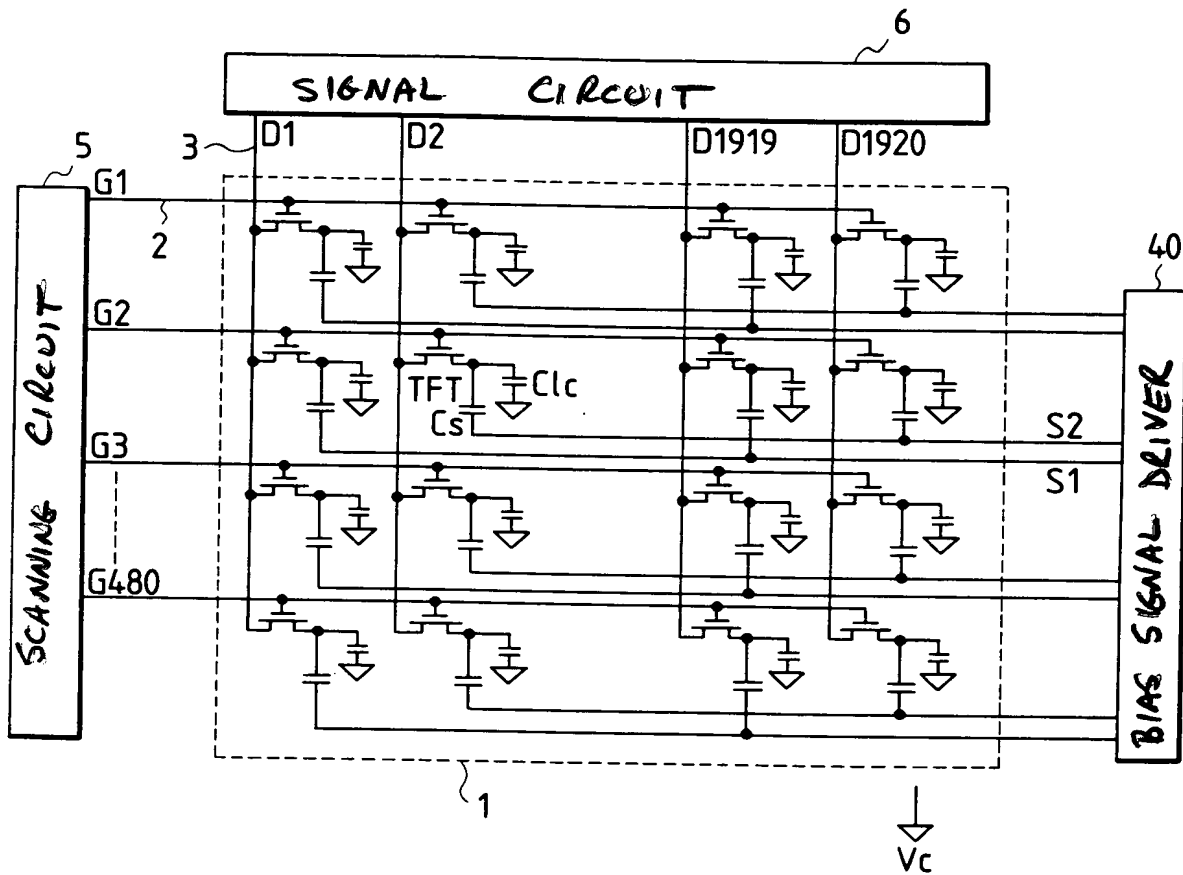 6
SIGNAL CIRCUIT
3 D1 D2 D1919 D1920
5
G1
2
40
G2
TFT Clc
Cs
S2
G3
S1
G480
SCANNING CIRCUIT
BIAS SIGNAL DRIVER
1
Vc